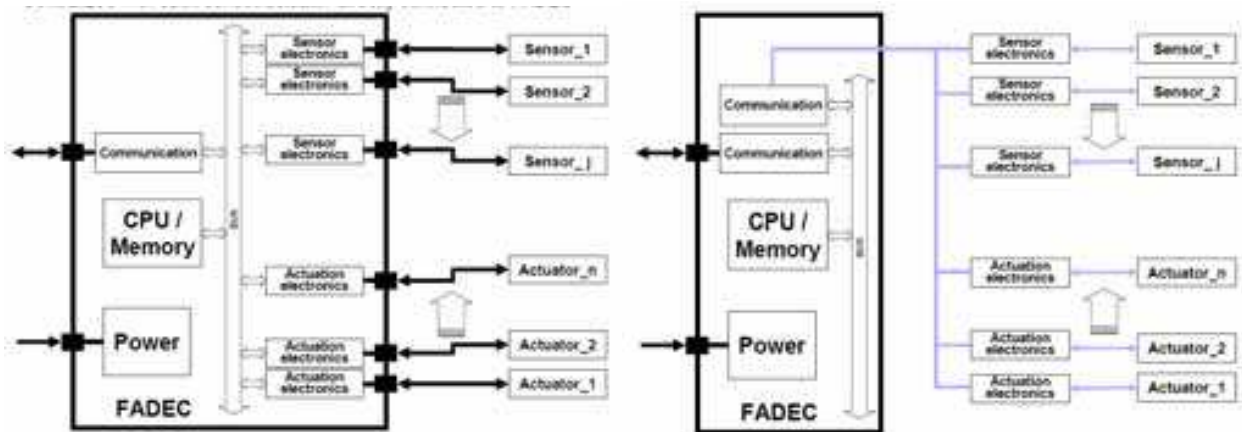 Sensor
electronics
Sensor_1
Sensor
electronics
Sensor_2
Sensor
electronics
Sensor_j
Communication
CPU /
Memory
BUS
Actuation
electronics
Actuator_n
Power
Actuation
electronics
Actuator_2
Actuation
electronics
Actuator_1
FADEC
Sensor
electronics
Sensor_1
Sensor
electronics
Sensor_2
Communication
Communication
Sensor
electronics
Sensor_j
CPU /
Memory
BUS
Actuation
electronics
Actuator_n
Power
Actuation
electronics
Actuator_2
Actuation
electronics
Actuator_1
FADEC